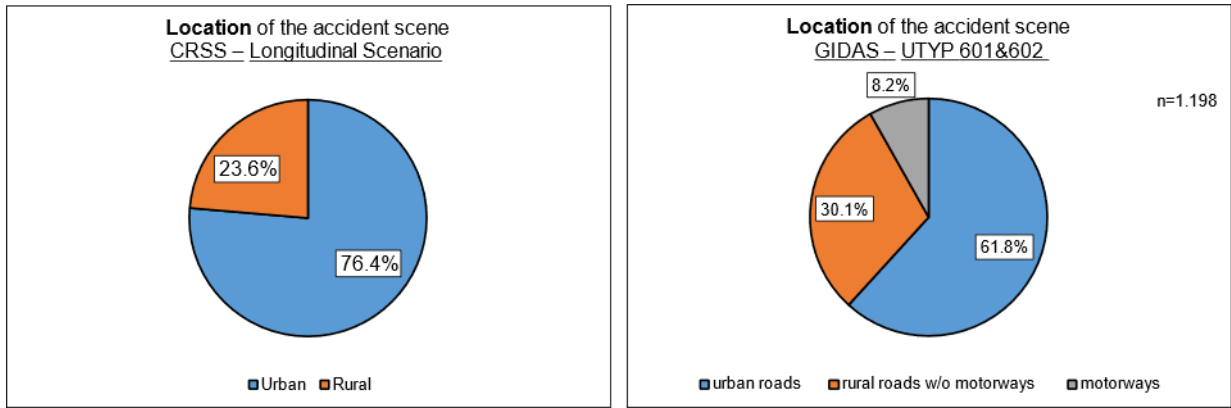 Location of the accident scene
CRSS – Longitudinal Scenario
23.6%
76.4%
Urban Rural
Location of the accident scene
GIDAS – UTYP 601&602
8.2%
n=1.198
30.1%
61.8%
urban roads rural roads w/o motorways motorways